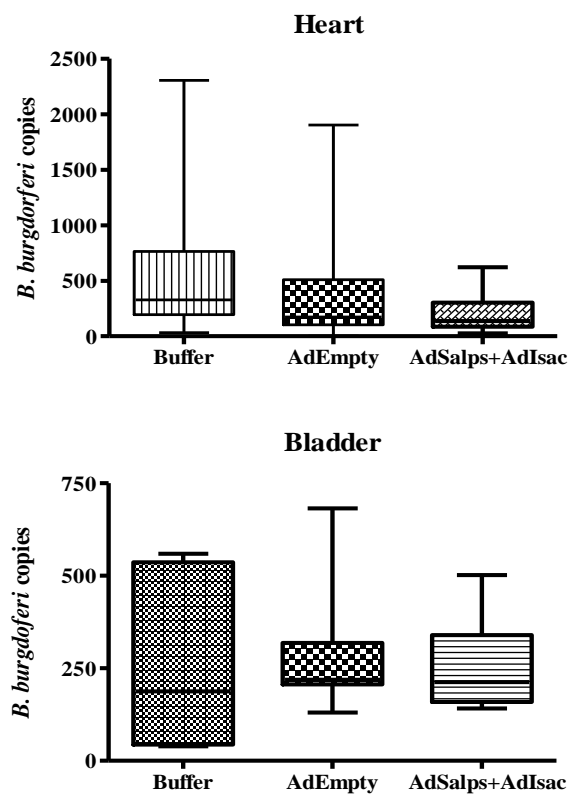 Heart
B. burgdorferi copies
2500
2000
1500
1000
500
0
Buffer AdEmpty AdSalps+AdIsac
Bladder
B. burgdoferi copies
750
500
250
0
Buffer AdEmpty AdSalps+AdIsac